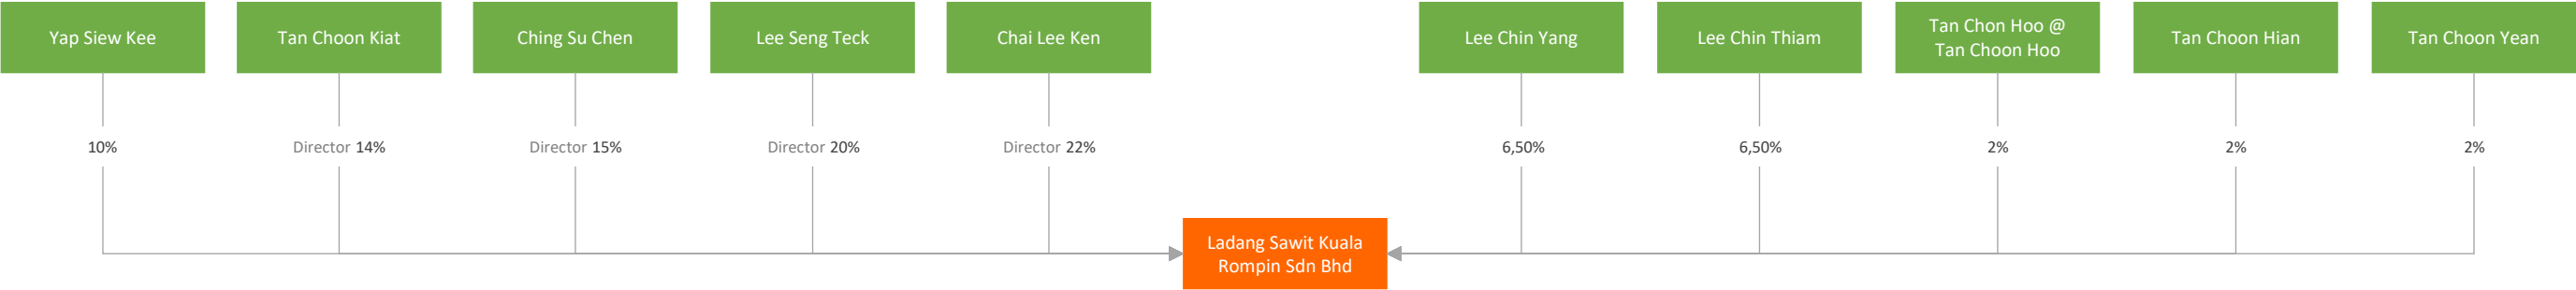 Yap Siew Kee
Tan Choon Kiat
Ching Su Chen
Lee Seng Teck
Chai Lee Ken
Lee Chin Yang
Lee Chin Thiam
Tan Chon Hoo @
Tan Choon Hoo
Tan Choon Hian
Tan Choon Yean
10%
Director 14%
Director 15%
Director 20%
Director 22%
6,50%
6,50%
2%
2%
2%
Ladang Sawit Kuala
Rompin Sdn Bhd